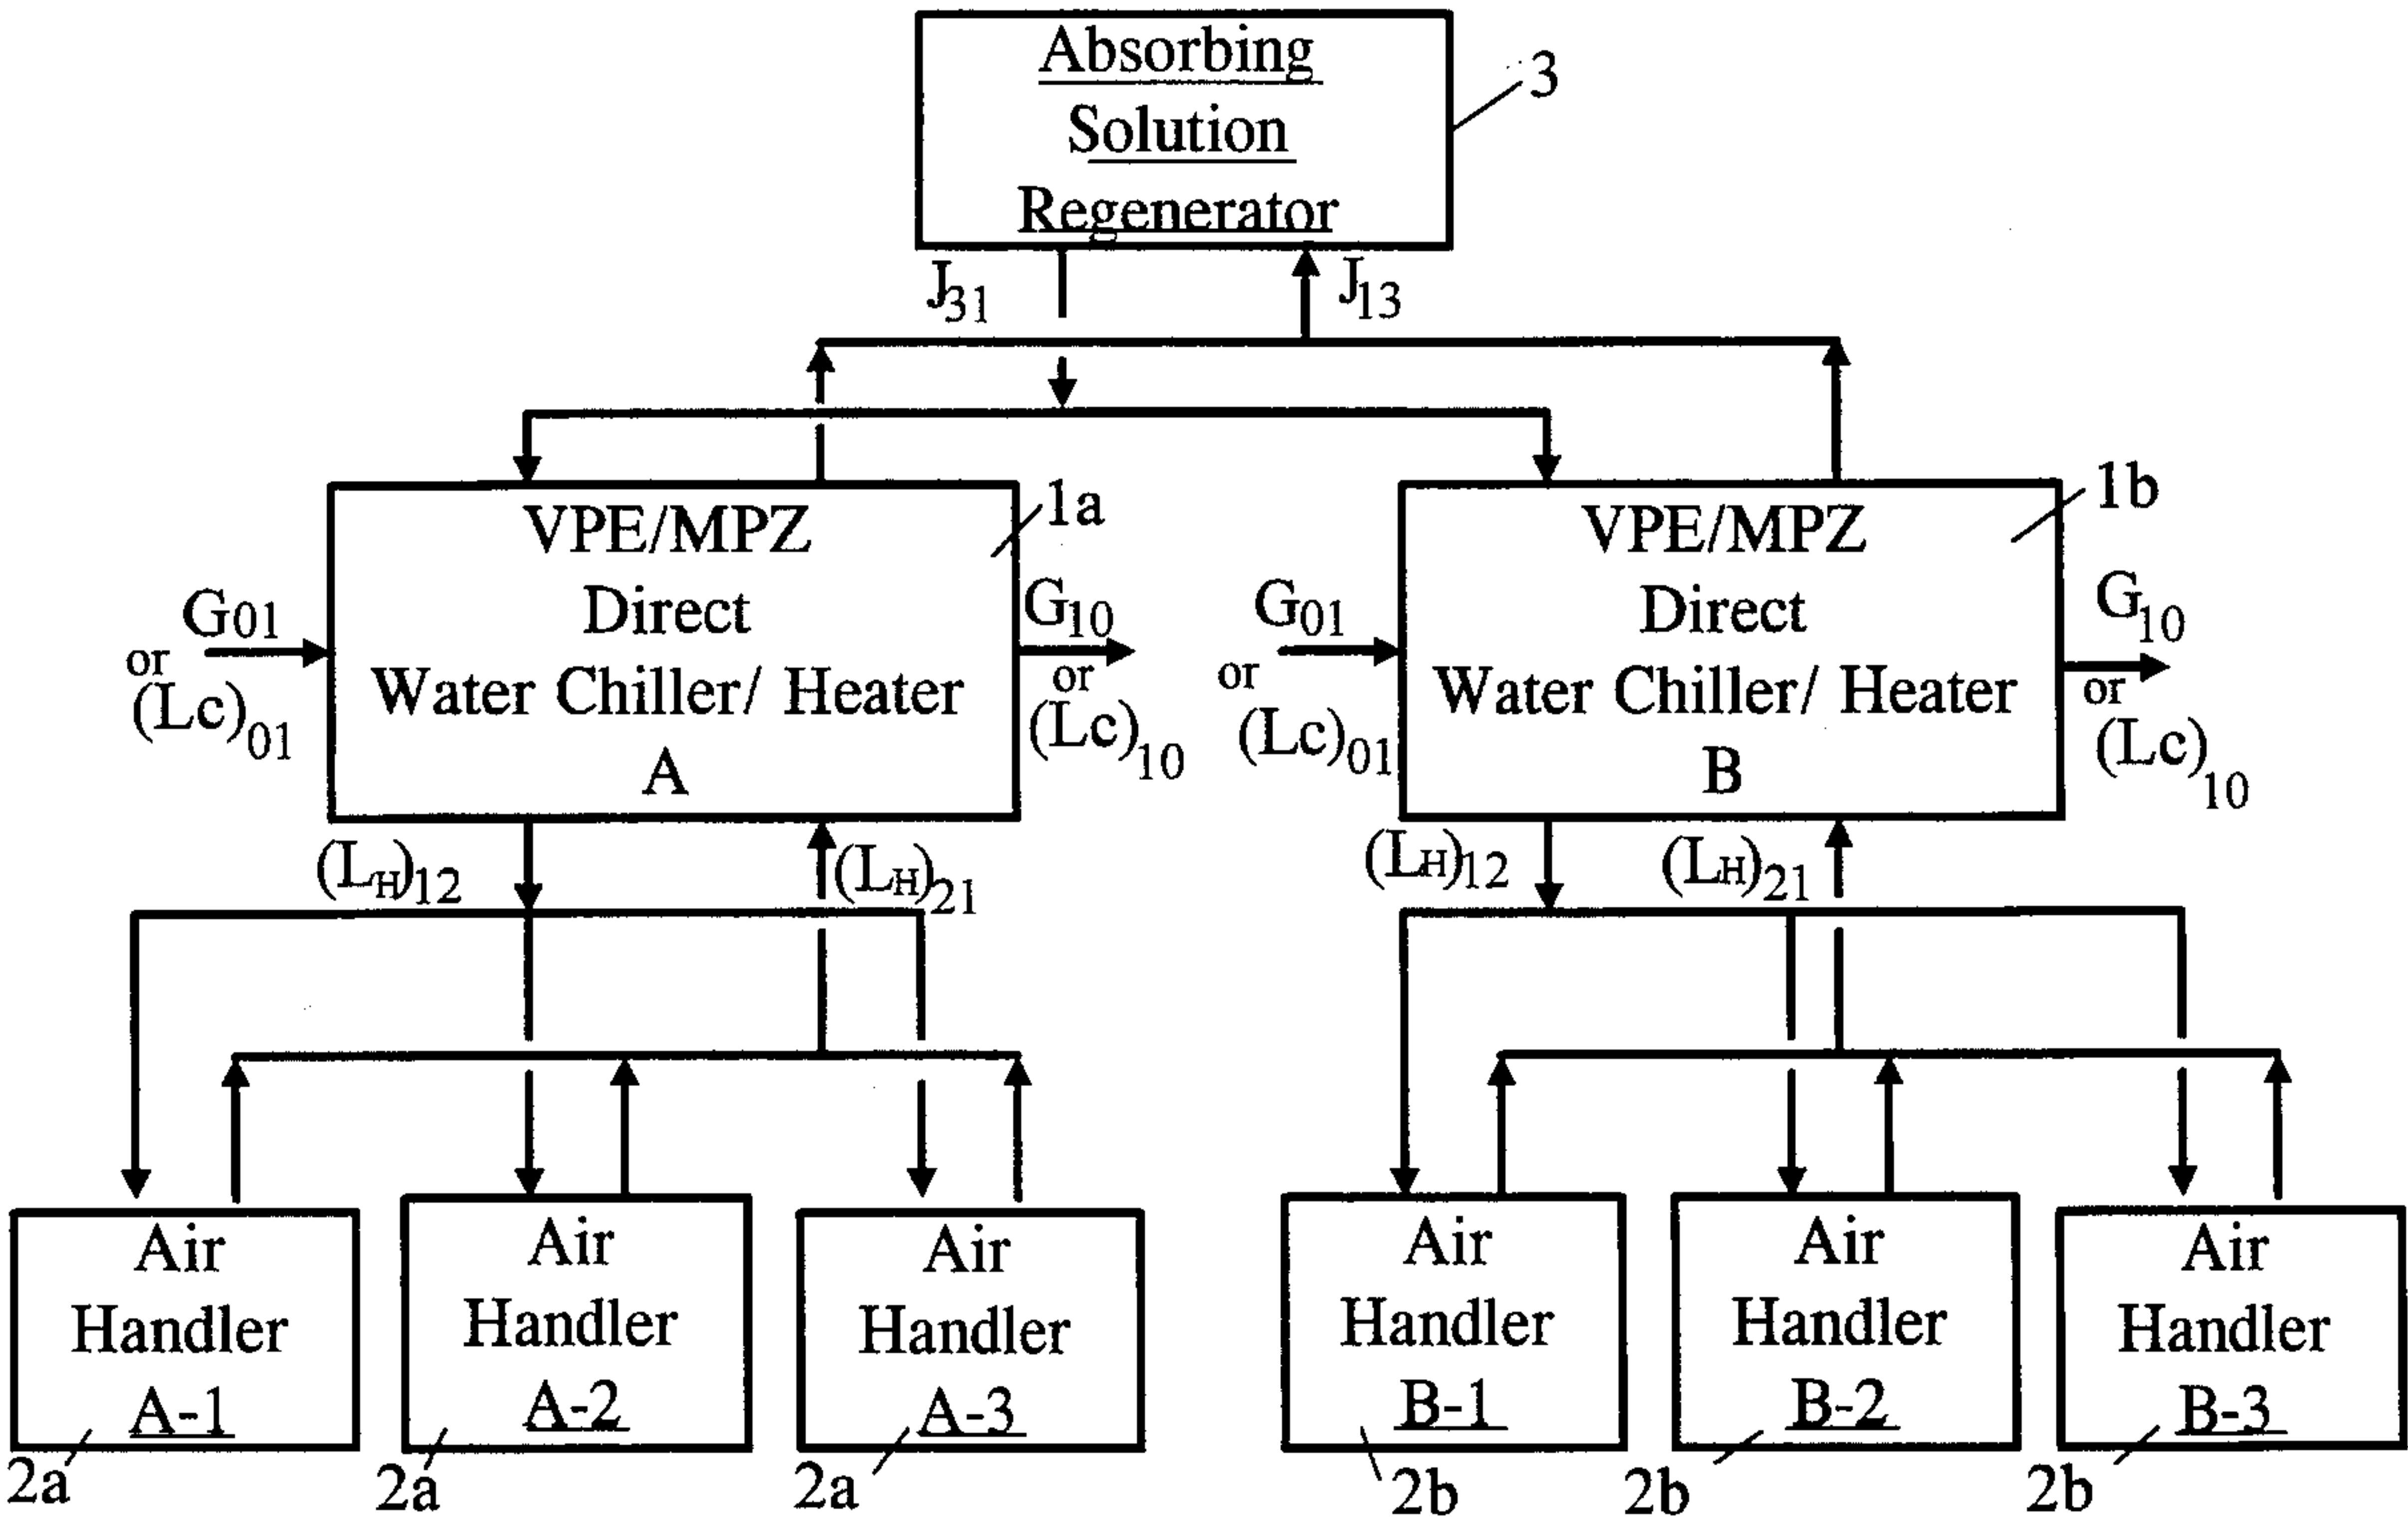 Absorbing
Solution
Regenerator
3
J31
J13
VPE/MPZ
Direct
Water Chiller/ Heater
A
1a
G01
or
(Lc)01
G10
or
(Lc)10
VPE/MPZ
Direct
Water Chiller/ Heater
B
1b
G01
or
(Lc)01
G10
or
(Lc)10
(LH)12
(LH)21
(LH)12
(LH)21
Air
Handler
A-1
2a
Air
Handler
A-2
2a
Air
Handler
A-3
2a
Air
Handler
B-1
2b
Air
Handler
B-2
2b
Air
Handler
B-3
2b